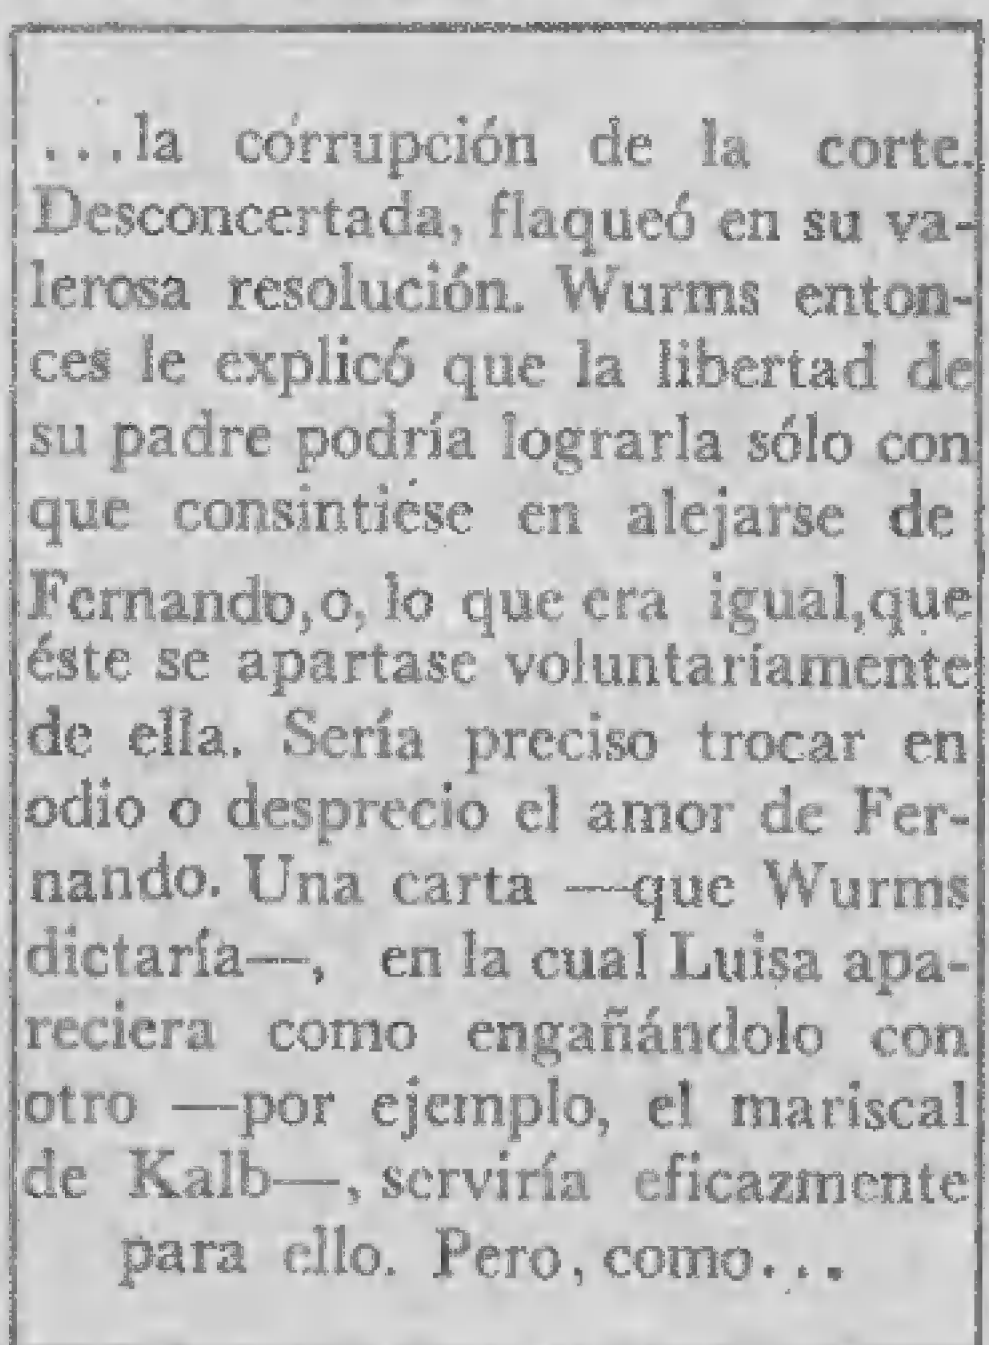 ...la corrupción de la corte.
Desconcertada, flaqueó en su va-
lerosa resolución. Wurms enton-
ces le explicó que la libertad de
su padre podría lograrla sólo con
que consintiése en alejarse de
Fernando, o, lo que era igual, que
éste se apartase voluntariamente
de ella. Sería preciso trocar en
odio o desprecio el amor de Fer-
nando. Una carta —que Wurms
dictaría—, en la cual Luisa apa-
reciera como engañándolo con
otro —por ejemplo, el mariscal
de Kalb—, serviría eficazmente
para ello. Pero, como...